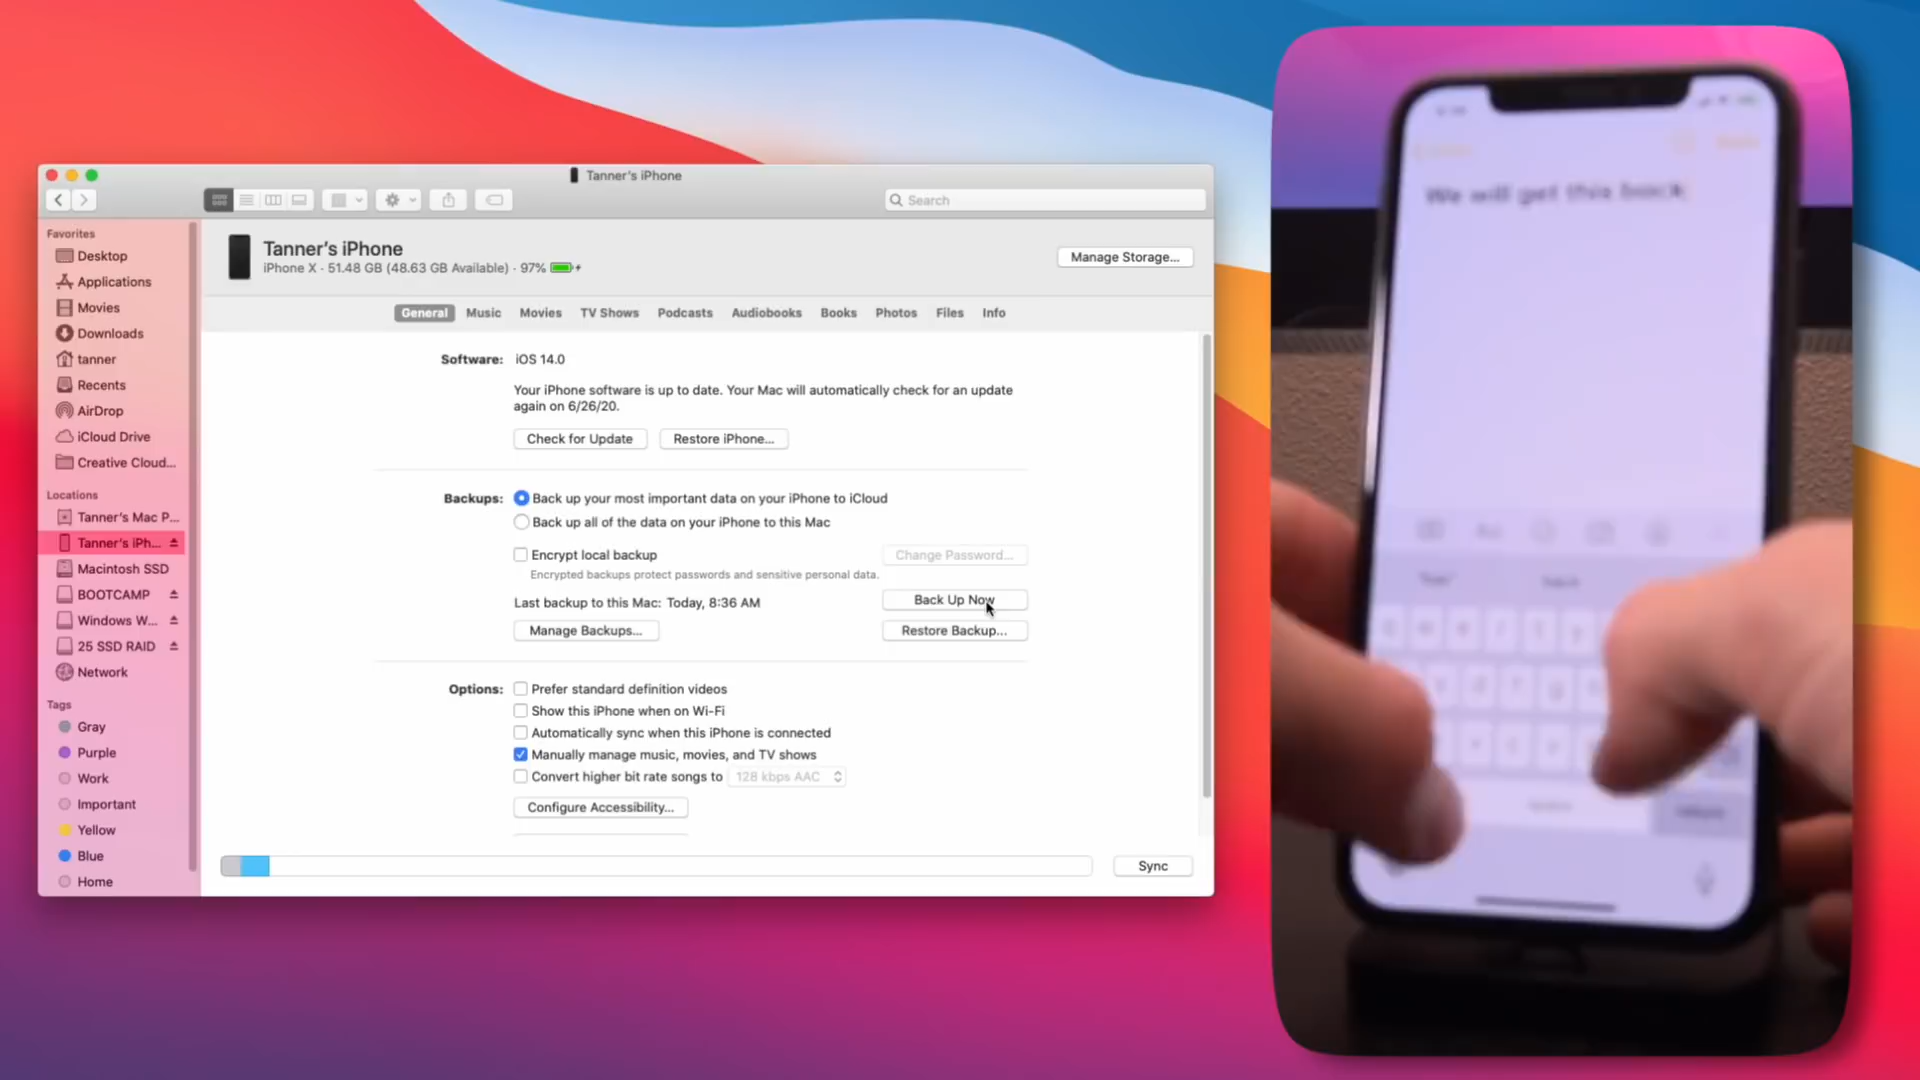 Tanner's iPhone
Search
Favorites
Desktop
Applications
Movies
Downloads
tanner
Recents
AirDrop
iCloud Drive
Creative Cloud...
Locations
Tanner's Mac P...
Tanner's iPh...
Macintosh SSD
BOOTCAMP
Windows W...
25 SSD RAID
Network
Tags
Gray
Purple
Work
Important
Yellow
Blue
Home
Tanner's iPhone
iPhone X · 51.48 GB (48.63 GB Available) · 97%
Manage Storage...
General Music Movies TV Shows Podcasts Audiobooks Books Photos Files Info
Software: iOS 14.0
Your iPhone software is up to date. Your Mac will automatically check for an update
again on 6/26/20.
Check for Update Restore iPhone...
Backups: Back up your most important data on your iPhone to iCloud
Back up all of the data on your iPhone to this Mac
Encrypt local backup Change Password...
Encrypted backups protect passwords and sensitive personal data.
Last backup to this Mac: Today, 8:36 AM Back Up Now
Manage Backups... Restore Backup...
Options: Prefer standard definition videos
Show this iPhone when on Wi-Fi
Automatically sync when this iPhone is connected
Manually manage music, movies, and TV shows
Convert higher bit rate songs to 128 kbps AAC
Configure Accessibility...
Sync
We will get this back